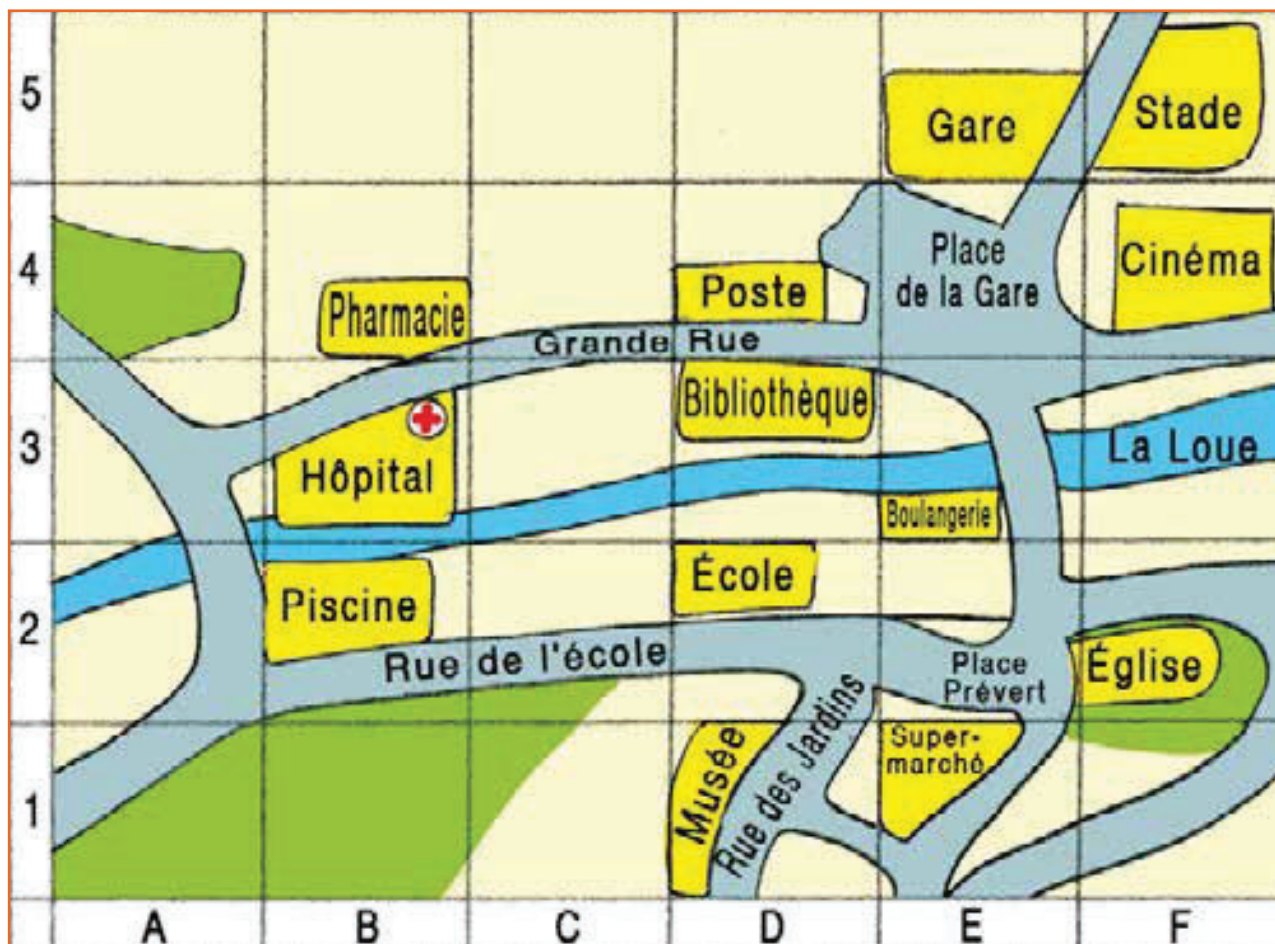 5
Gare
Stade
4
Pharmacie
Poste
Place
de la Gare
Cinéma
Grande Rue
3
Hôpital
Bibliothèque
La Loue
Boulangerie
2
Piscine
École
Rue de l'école
Place
Prévert
Église
1
Musée
Rue des Jardins
Super-
marché
A B C D E F